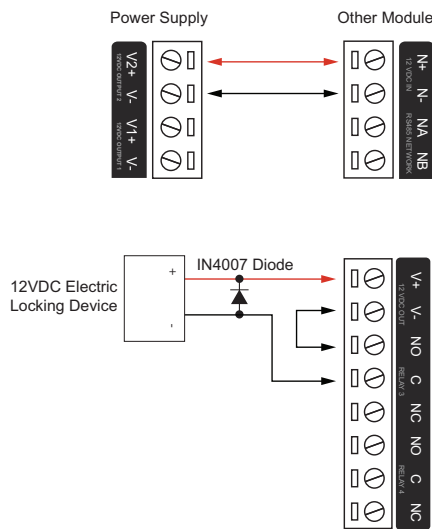 Power Supply
Other Module
V2+
V-
12VDC OUTPUT 2
V1+
V-
12VDC OUTPUT 1
N+
N-
12 VDC IN
NA
NB
RS485 NETWORK
IN4007 Diode
12VDC Electric
Locking Device
+
-
V+
V-
12 VDC OUT
NO
C
NC
RELAY 3
NO
C
NC
RELAY 4